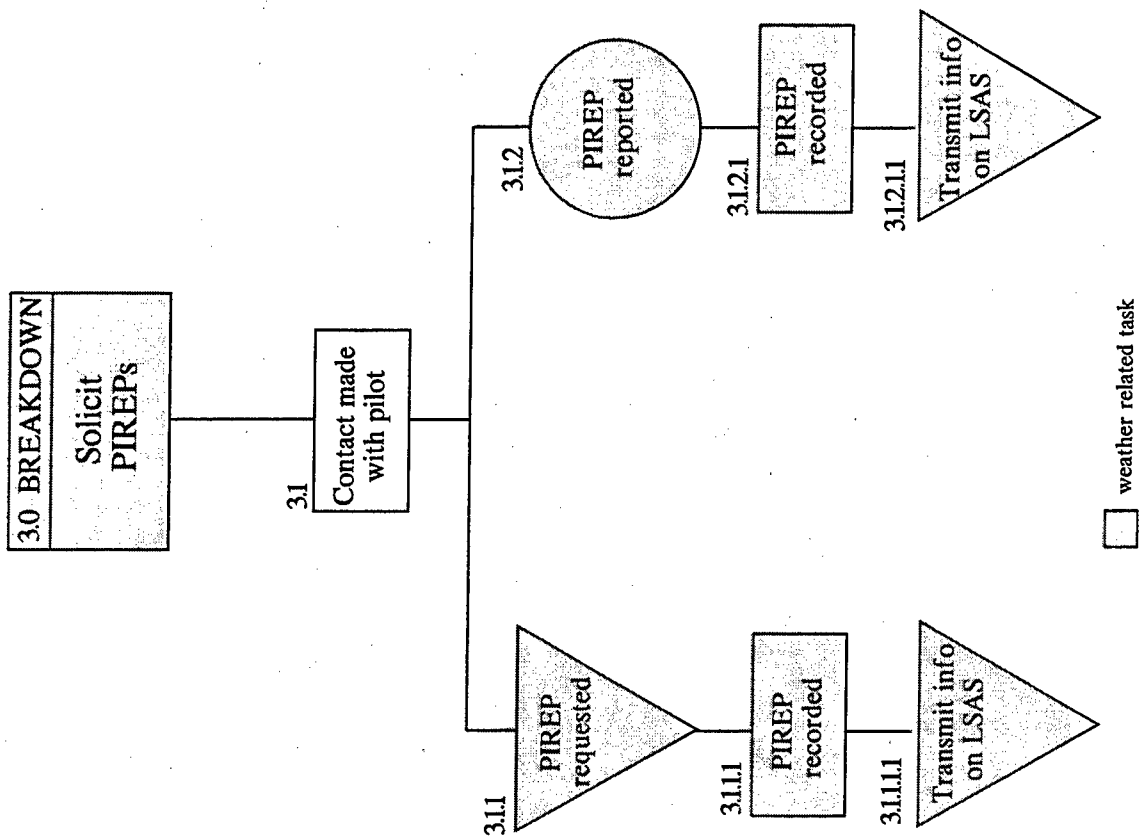 3.0 BREAKDOWN
Solicit
PIREPs
3.1
Contact made
with pilot
3.1.1
PIREP
requested
3.1.1.1
PIREP
recorded
3.1.1.1.1
Transmit info
on LSAS
3.1.2
PIREP
reported
3.1.2.1
PIREP
recorded
3.1.2.1.1
Transmit info
on LSAS
weather related task